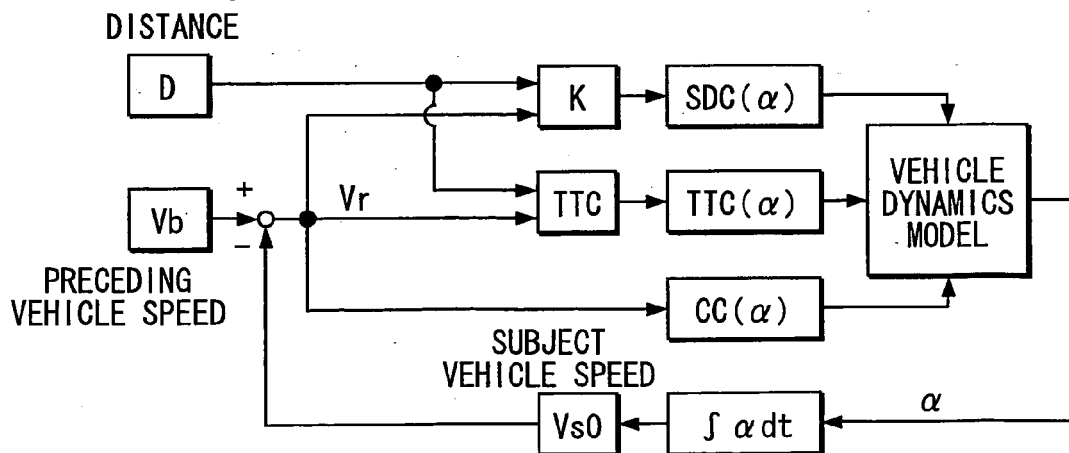 DISTANCE
D
K
SDC(α)
VEHICLE
DYNAMICS
MODEL
+
Vb
−
Vr
TTC
TTC(α)
PRECEDING
VEHICLE SPEED
CC(α)
SUBJECT
VEHICLE SPEED
Vs0
∫αdt
α